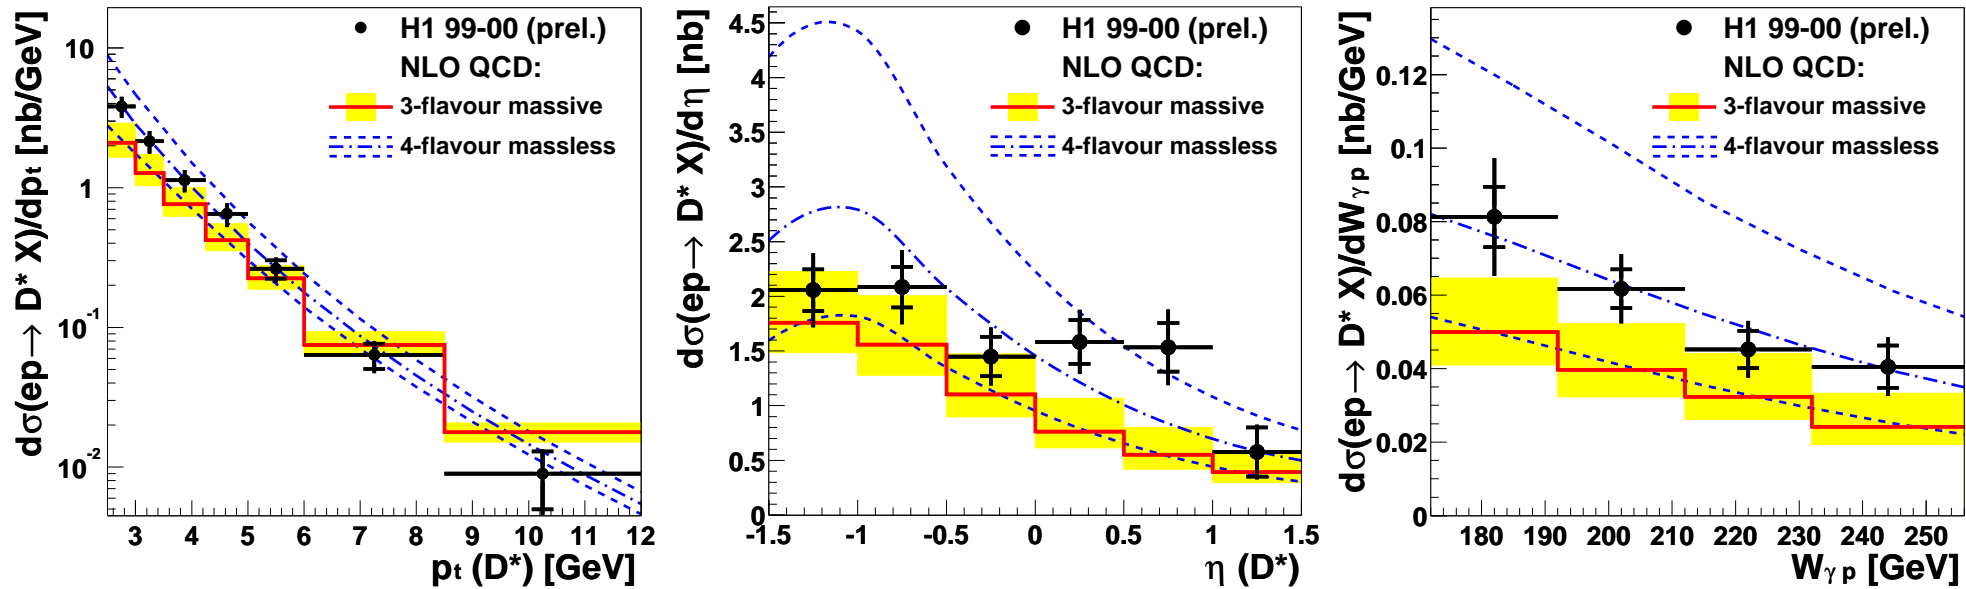 dσ(ep→ D* X)/dpt [nb/GeV]
10
1
10-1
10-2
H1 99-00 (prel.)
NLO QCD:
3-flavour massive
4-flavour massless
3 4 5 6 7 8 9 10 11 12
pt (D*) [GeV]
dσ(ep→ D* X)/dη [nb]
4.5
4
3.5
3
2.5
2
1.5
1
0.5
0
H1 99-00 (prel.)
NLO QCD:
3-flavour massive
4-flavour massless
-1.5 -1 -0.5 0 0.5 1 1.5
η (D*)
dσ(ep→ D* X)/dWγ p [nb/GeV]
0.12
0.1
0.08
0.06
0.04
0.02
0
H1 99-00 (prel.)
NLO QCD:
3-flavour massive
4-flavour massless
180 190 200 210 220 230 240 250
Wγ p [GeV]